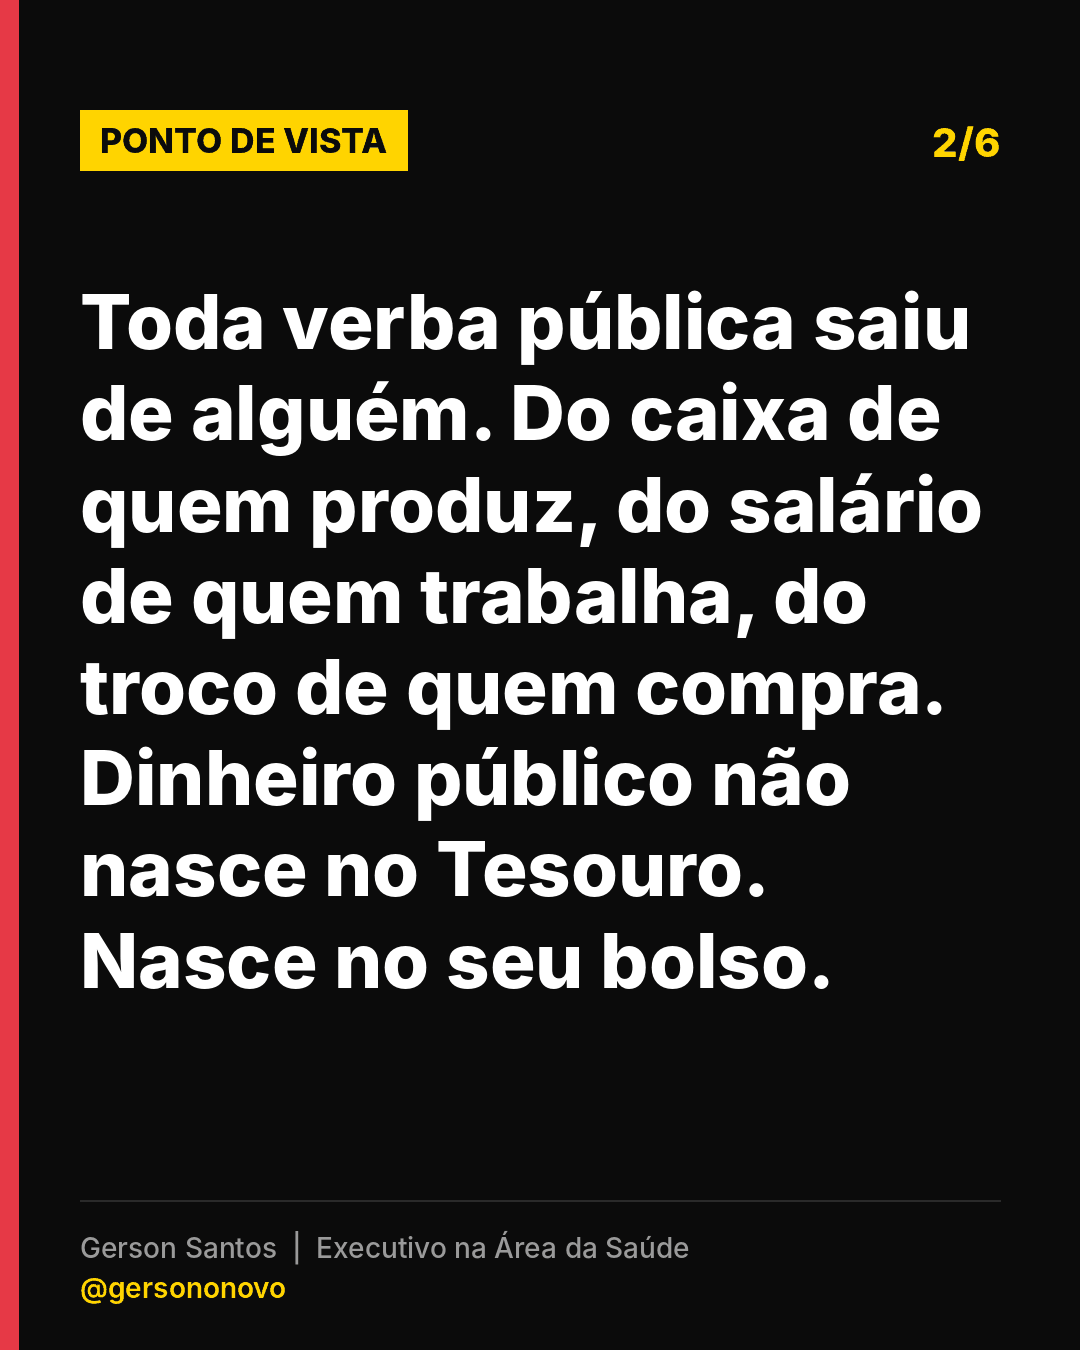 PONTO DE VISTA
2/6
Toda verba pública saiu
de alguém. Do caixa de
quem produz, do salário
de quem trabalha, do
troco de quem compra.
Dinheiro público não
nasce no Tesouro.
Nasce no seu bolso.
Gerson Santos | Executivo na Área da Saúde
@gersononovo